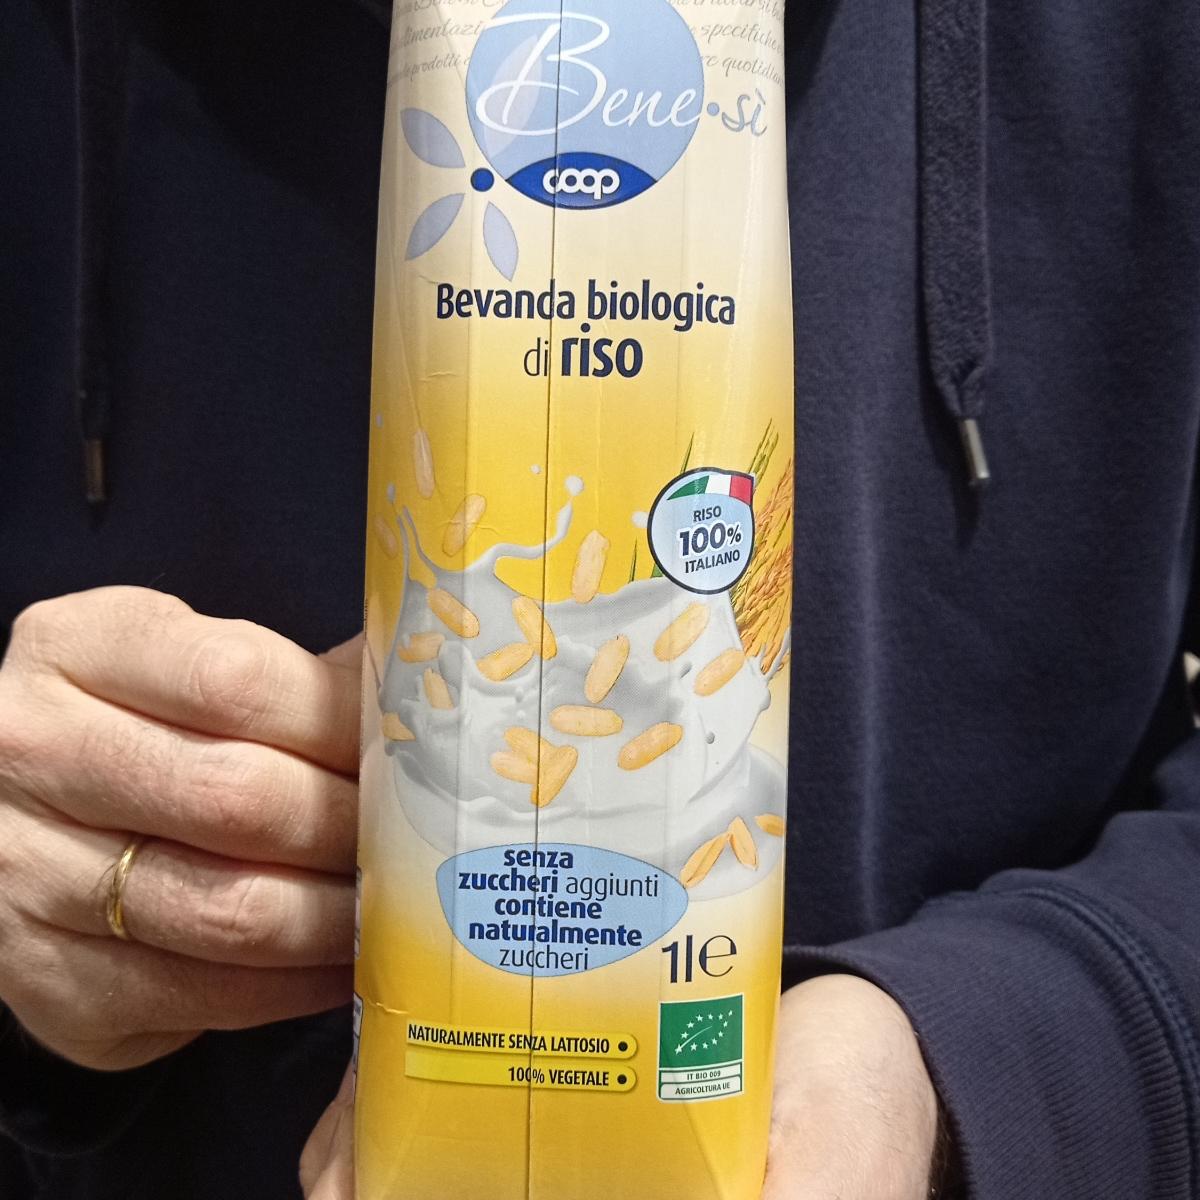 Bene·sì
coop
Bevanda biologica
di riso
RISO
100%
ITALIANO
senza
zuccheri aggiunti
contiene
naturalmente
zuccheri
1l e
NATURALMENTE SENZA LATTOSIO
100% VEGETALE
IT BIO 009
AGRICOLTURA UE